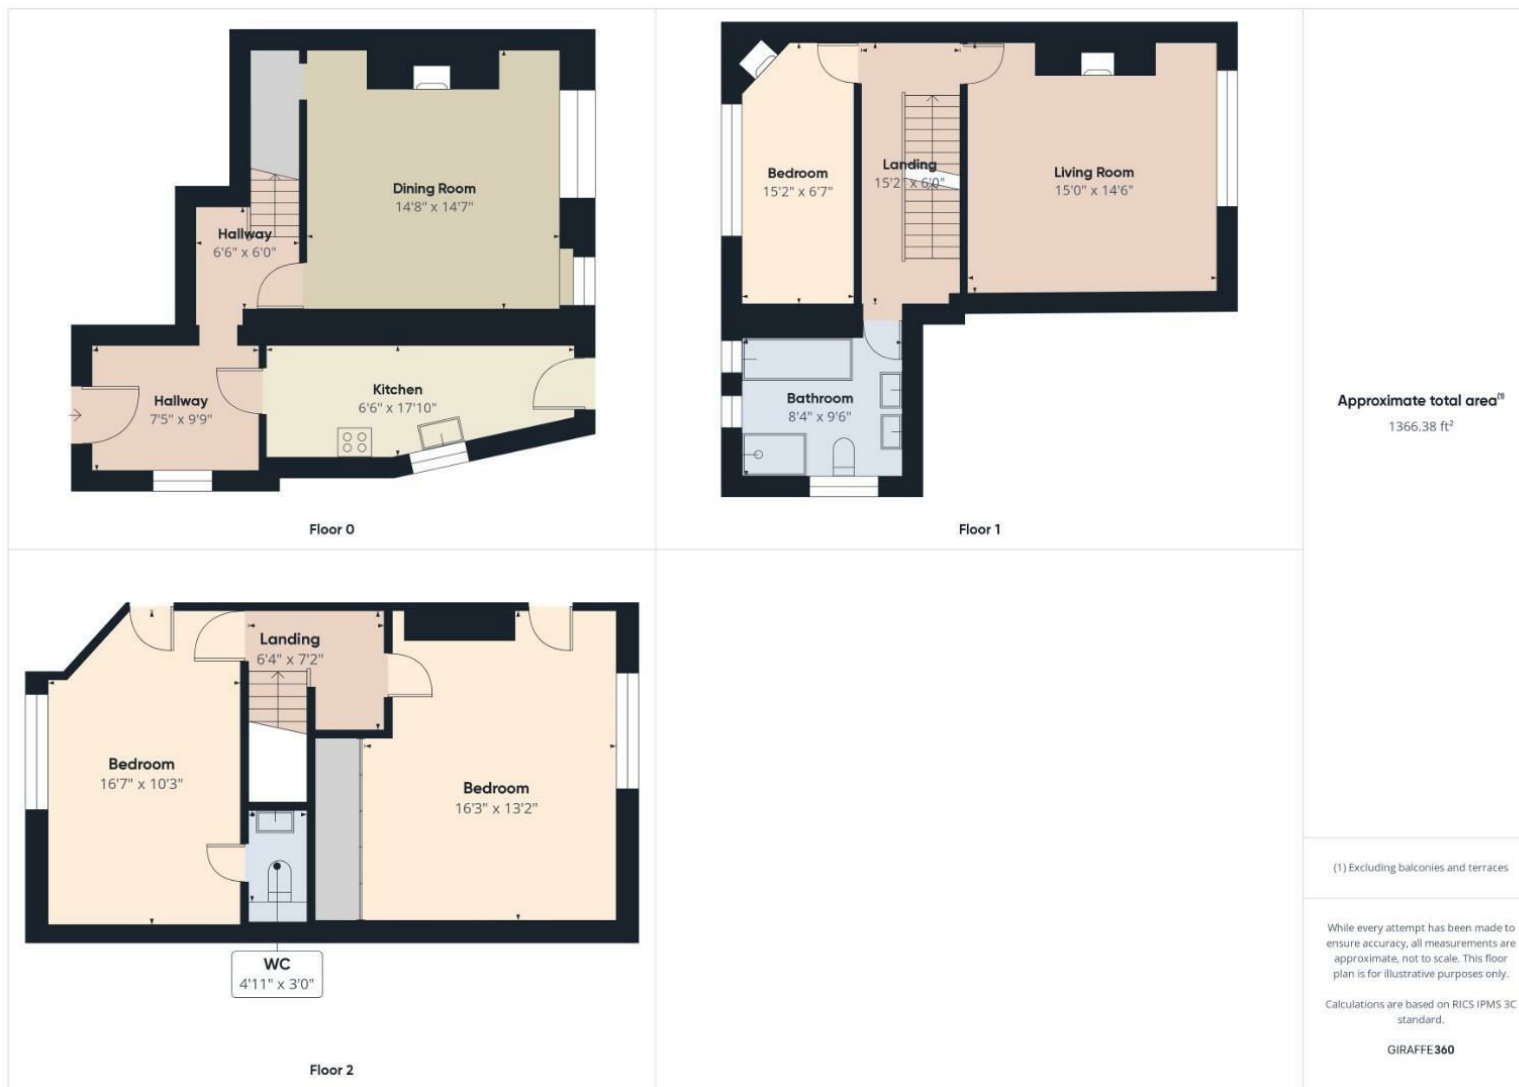 Dining Room
14'8" x 14'7"
Hallway
6'6" x 6'0"
Kitchen
6'6" x 17'10"
Hallway
7'5" x 9'9"
Floor 0
Bedroom
15'2" x 6'7"
Landing
15'2" x 6'0"
Living Room
15'0" x 14'6"
Bathroom
8'4" x 9'6"
Floor 1
Landing
6'4" x 7'2"
Bedroom
16'7" x 10'3"
Bedroom
16'3" x 13'2"
WC
4'11" x 3'0"
Floor 2
Approximate total area⁽¹⁾
1366.38 ft²
(1) Excluding balconies and terraces
While every attempt has been made to
ensure accuracy, all measurements are
approximate, not to scale. This floor
plan is for illustrative purposes only.
Calculations are based on RICS IPMS 3C
standard.
GIRAFFE360